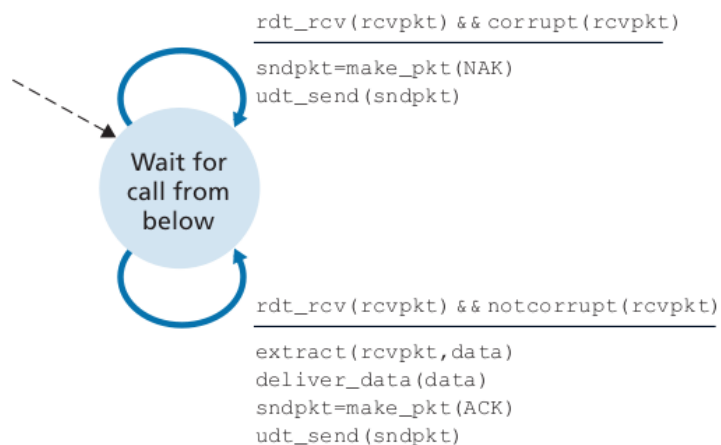 rdt_rcv(rcvpkt) && corrupt(rcvpkt)
sndpkt=make_pkt(NAK)
udt_send(sndpkt)
Wait for
call from
below
rdt_rcv(rcvpkt) && notcorrupt(rcvpkt)
extract(rcvpkt,data)
deliver_data(data)
sndpkt=make_pkt(ACK)
udt_send(sndpkt)